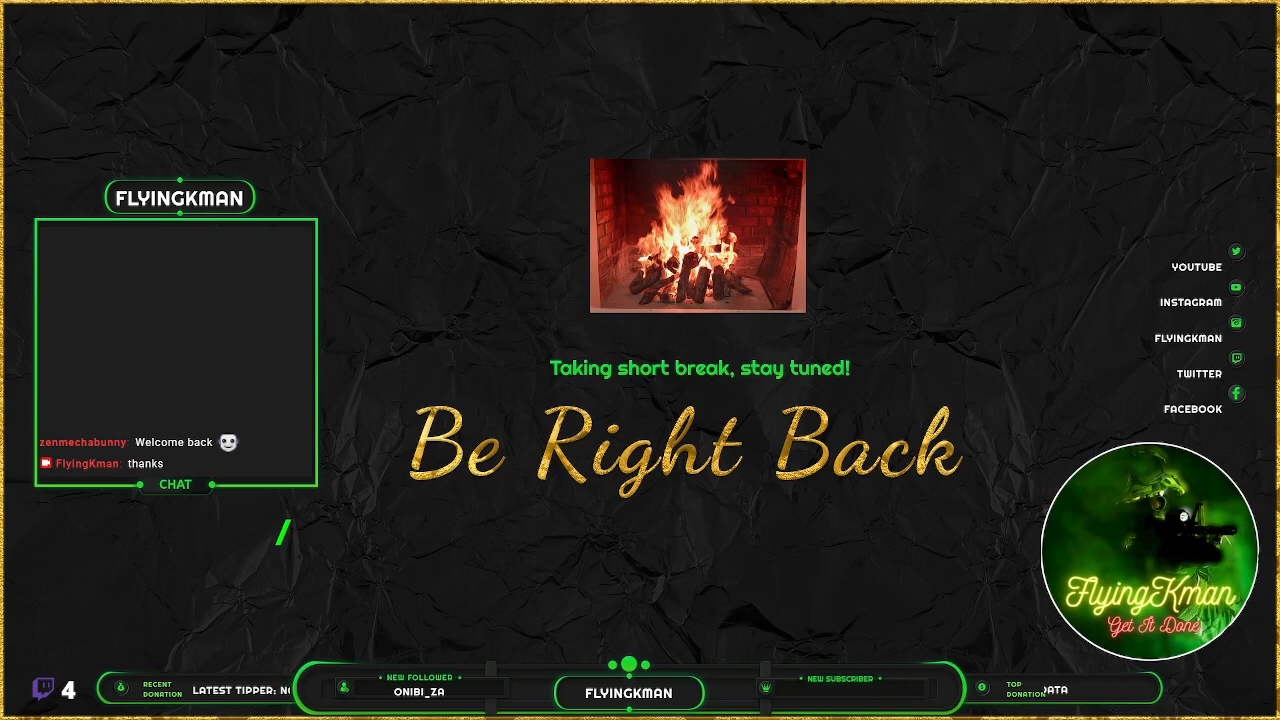 FLYINGKMAN
zenmechabunny: Welcome back
FlyingKman: thanks
CHAT
/
Taking short break, stay tuned!
Be Right Back
YOUTUBE
INSTAGRAM
FLYINGKMAN
TWITTER
FACEBOOK
FlyingKman
Get It Done
4
RECENT
DONATION
LATEST TIPPER:
NEW FOLLOWER
ONIBI_ZA
FLYINGKMAN
NEW SUBSCRIBER
TOP
DONATION